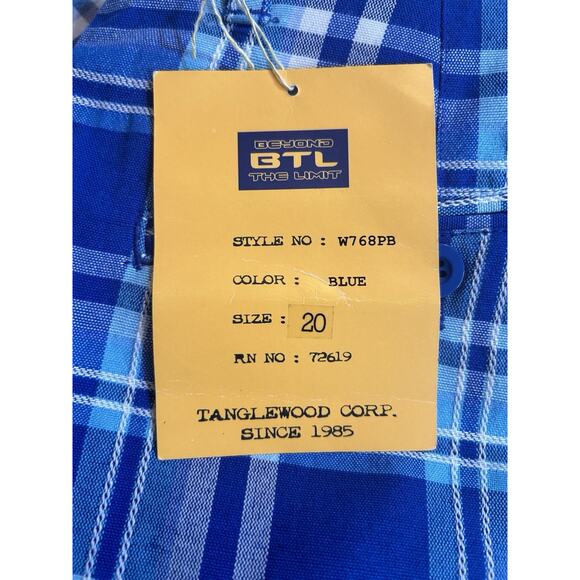 BEYOND
BTL
THE LIMIT
STYLE NO : W768PB
COLOR : BLUE
SIZE : 20
RN NO : 72619
TANGLEWOOD CORP.
SINCE 1985